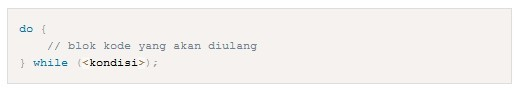 do {
    // blok kode yang akan diulang
} while (<kondisi>);